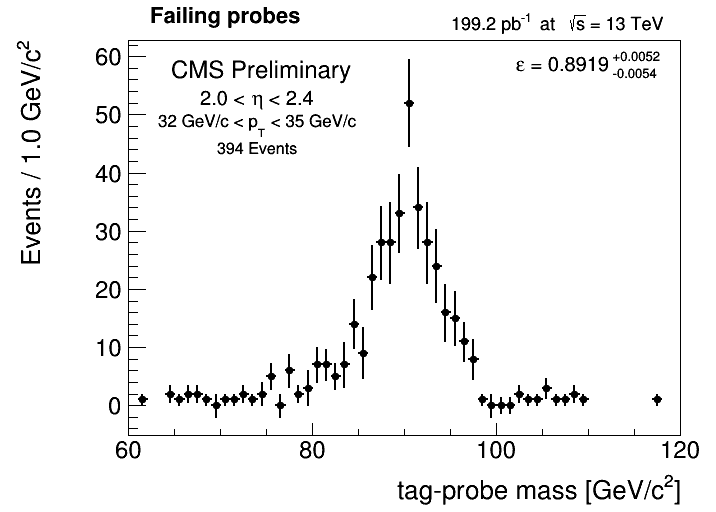 Failing probes
199.2 pb⁻¹ at √s = 13 TeV
CMS Preliminary
2.0 < η < 2.4
32 GeV/c < p_T < 35 GeV/c
394 Events
ε = 0.8919 +0.0052 -0.0054
Events / 1.0 GeV/c²
60
50
40
30
20
10
0
60 80 100 120
tag-probe mass [GeV/c²]